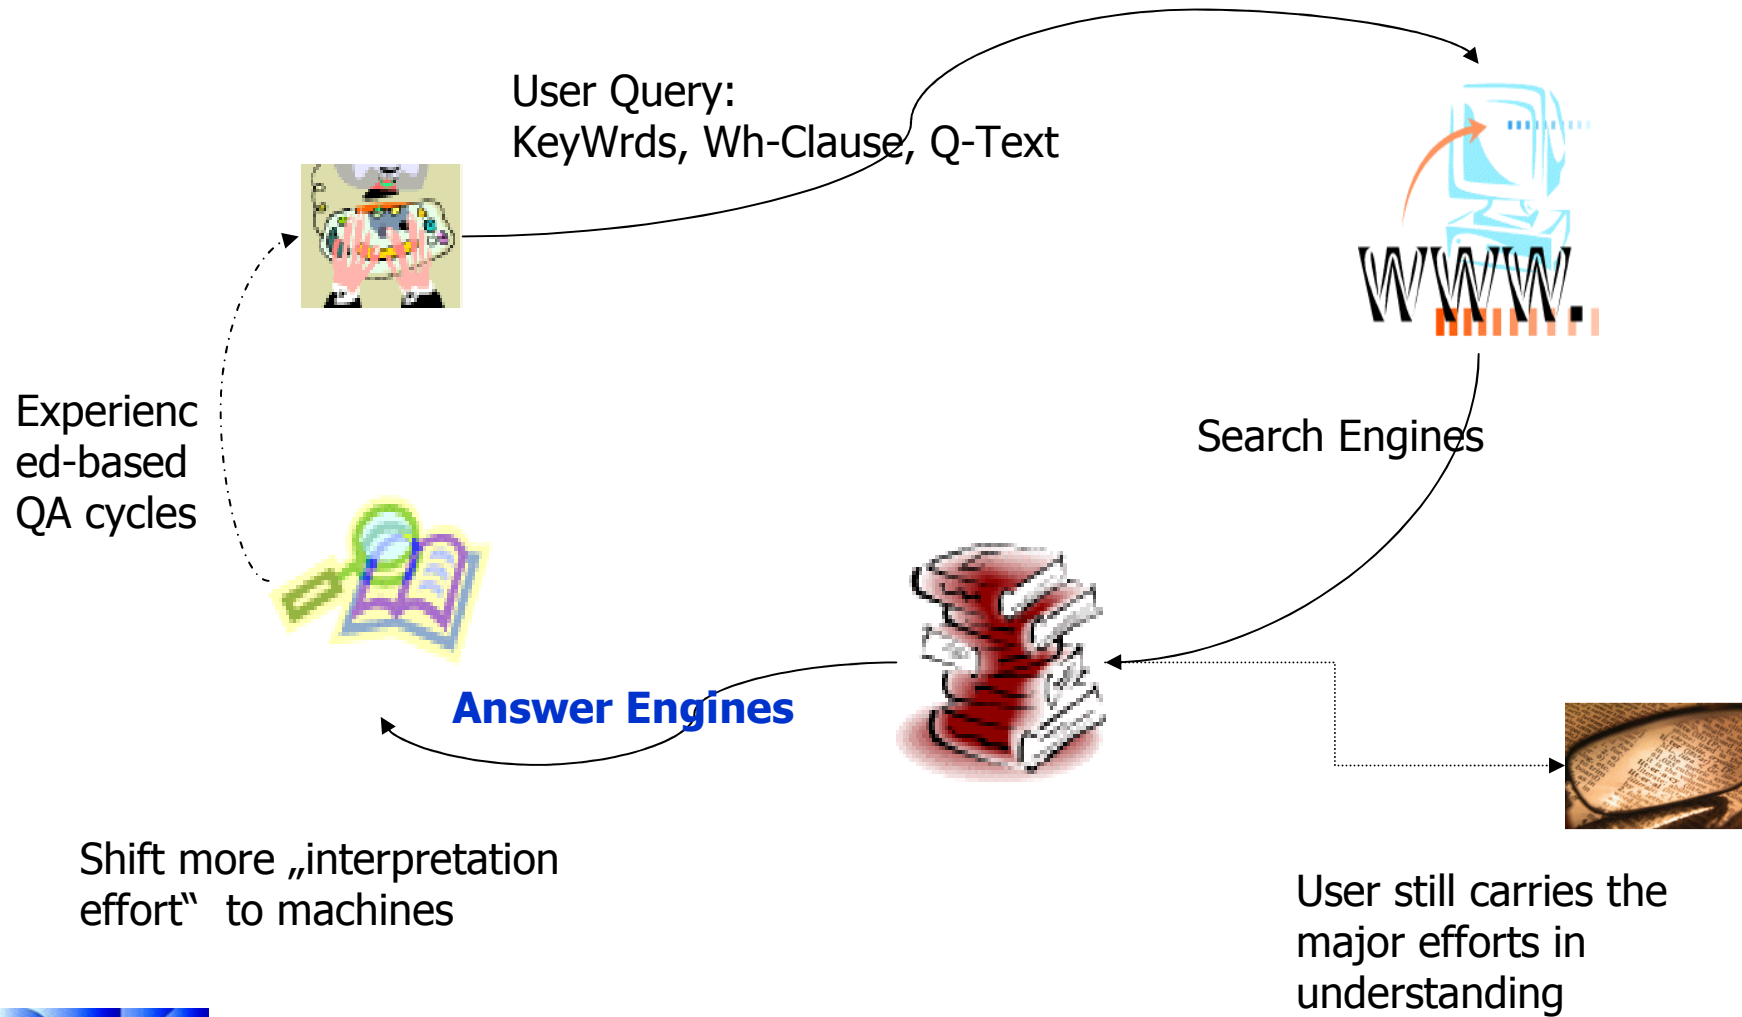 User Query:
KeyWrds, Wh-Clause, Q-Text
WWW.
Experienc
ed-based
QA cycles
Search Engines
Answer Engines
Shift more „interpretation
effort“ to machines
User still carries the
major efforts in
understanding